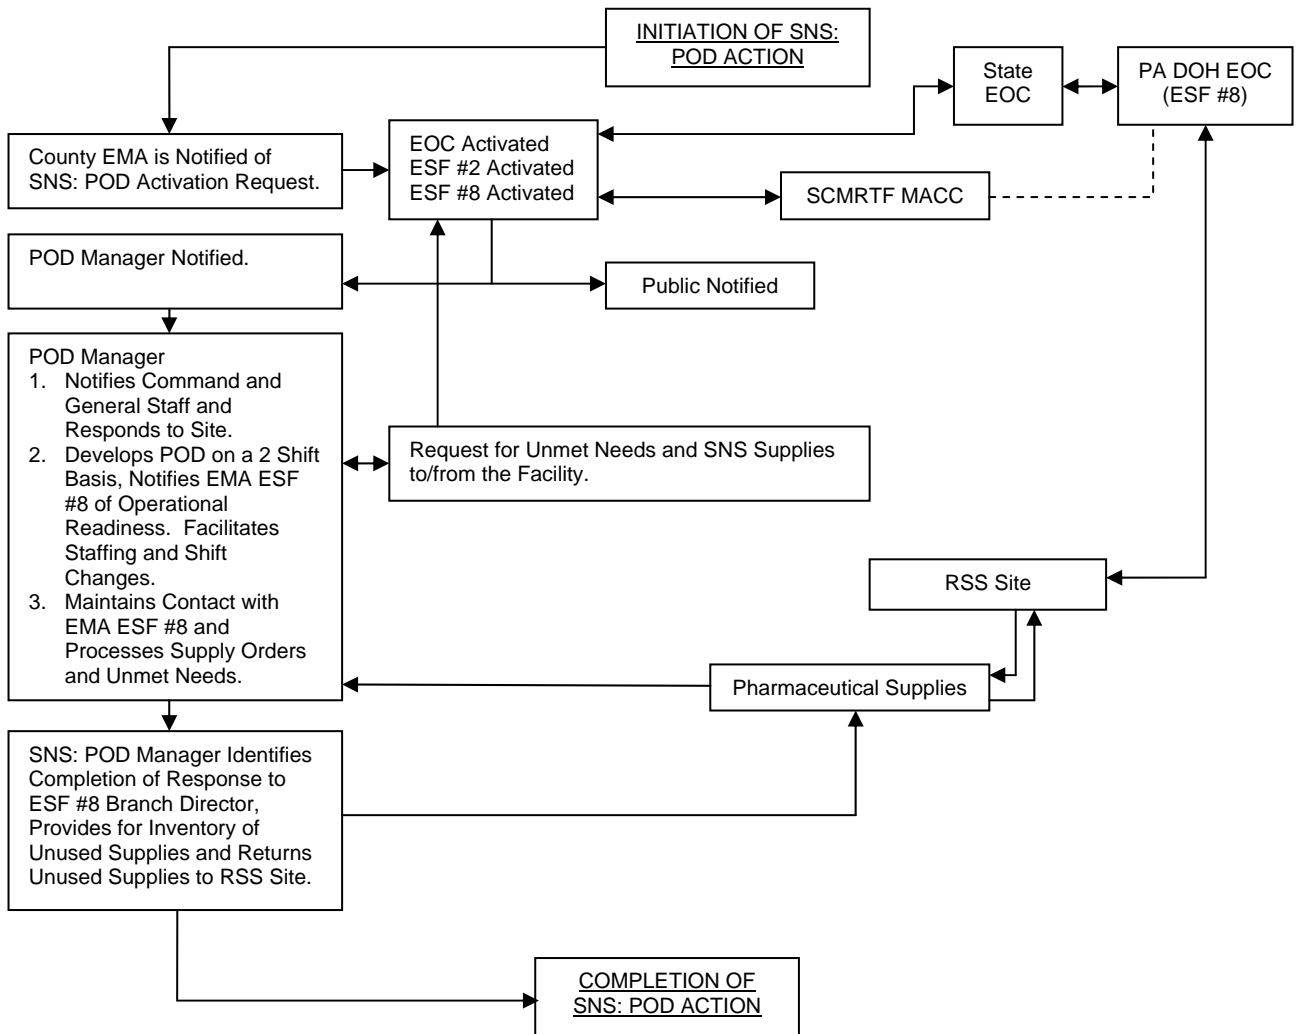 INITIATION OF SNS:
POD ACTION
State
EOC
PA DOH EOC
(ESF #8)
County EMA is Notified of
SNS: POD Activation Request.
EOC Activated
ESF #2 Activated
ESF #8 Activated
SCMRTF MACC
POD Manager Notified.
Public Notified
POD Manager
1. Notifies Command and
General Staff and
Responds to Site.
2. Develops POD on a 2 Shift
Basis, Notifies EMA ESF
#8 of Operational
Readiness. Facilitates
Staffing and Shift
Changes.
3. Maintains Contact with
EMA ESF #8 and
Processes Supply Orders
and Unmet Needs.
Request for Unmet Needs and SNS Supplies
to/from the Facility.
RSS Site
Pharmaceutical Supplies
SNS: POD Manager Identifies
Completion of Response to
ESF #8 Branch Director,
Provides for Inventory of
Unused Supplies and Returns
Unused Supplies to RSS Site.
COMPLETION OF
SNS: POD ACTION